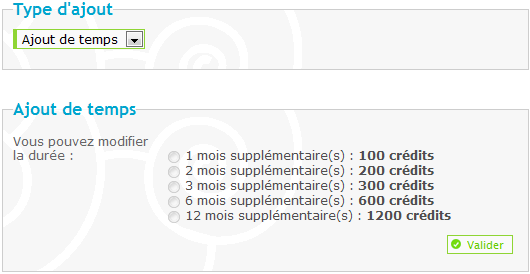 Type d'ajout
Ajout de temps
Ajout de temps
Vous pouvez modifier
la durée :
1 mois supplémentaire(s) : 100 crédits
2 mois supplémentaire(s) : 200 crédits
3 mois supplémentaire(s) : 300 crédits
6 mois supplémentaire(s) : 600 crédits
12 mois supplémentaire(s) : 1200 crédits
Valider